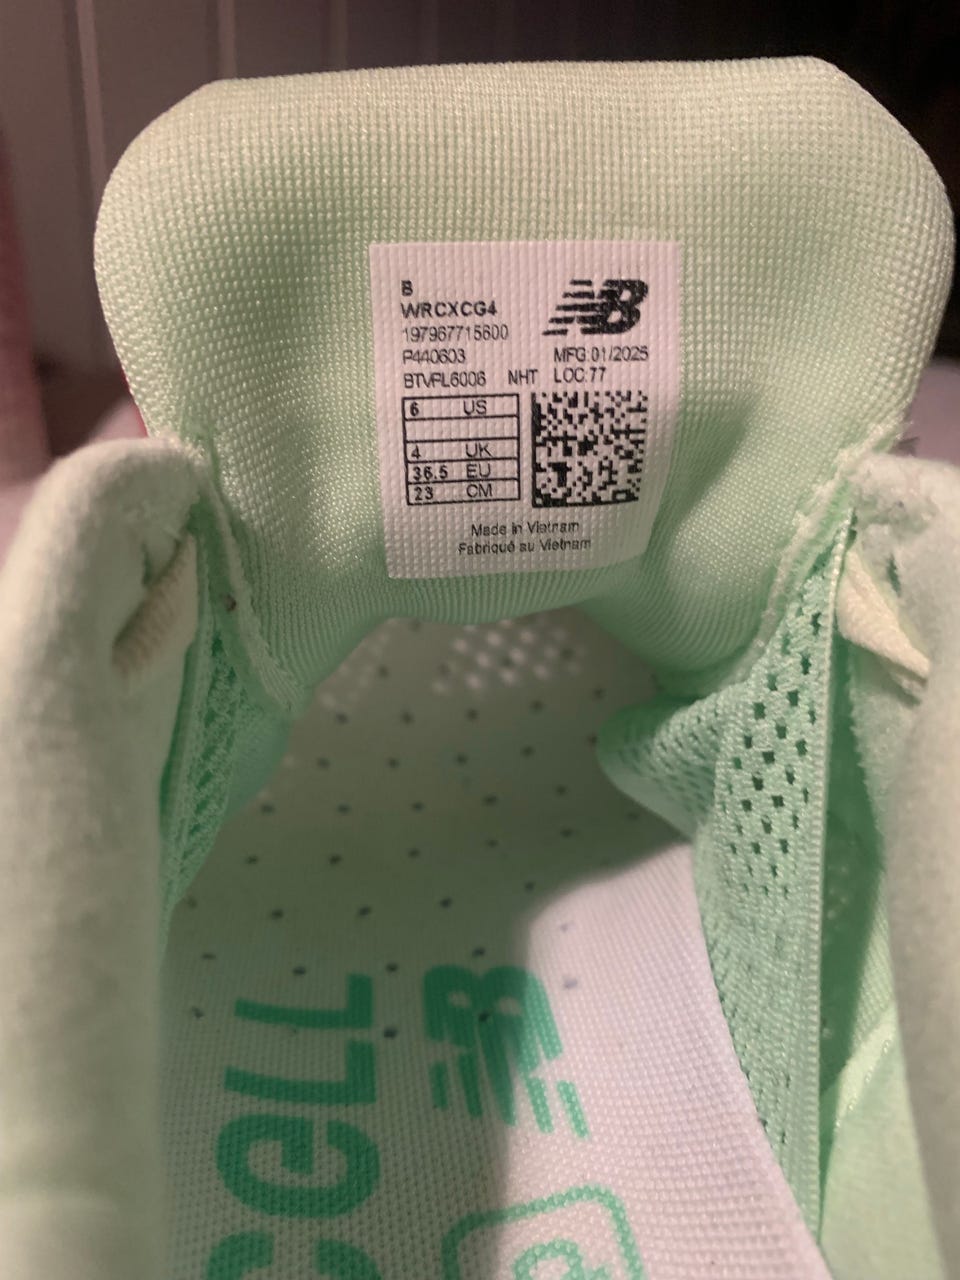 B
WRCXCG4
197967715600
P440603 MFG:01/2025
BTVFL6006 NHT LOC:77
6 US
4 UK
36.5 EU
23 CM
Made in Vietnam
Fabriqué au Vietnam
NB